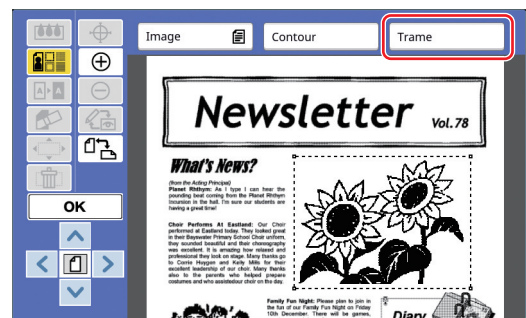 Image
Contour
Trame
A A
OK
Newsletter Vol. 78
What's News?
(from the Acting Principal)
Planet Rhthym: As I type I can hear the
pounding beat coming from the Planet Rhthym
Incursion in the hall. I'm sure our students are
having a great time!
Choir Performs At Eastland: Our Choir
performed at Eastland today. They looked great
in their Bayswater Primary School Choir uniform,
they sounded beautiful and their choreography
was excellent. It is amazing how relaxed and
professional they look on stage. Many thanks go
to Corrie Huygen and Kelly Mills for their
excellent leadership of our choir. Many thanks
also to the parents who helped prepare
costumes and who assistedour choir on the day.
Family Fun Night: Please plan to join in
the fun of our Family Fun Night on Friday
10th December. There will be games,
Diary